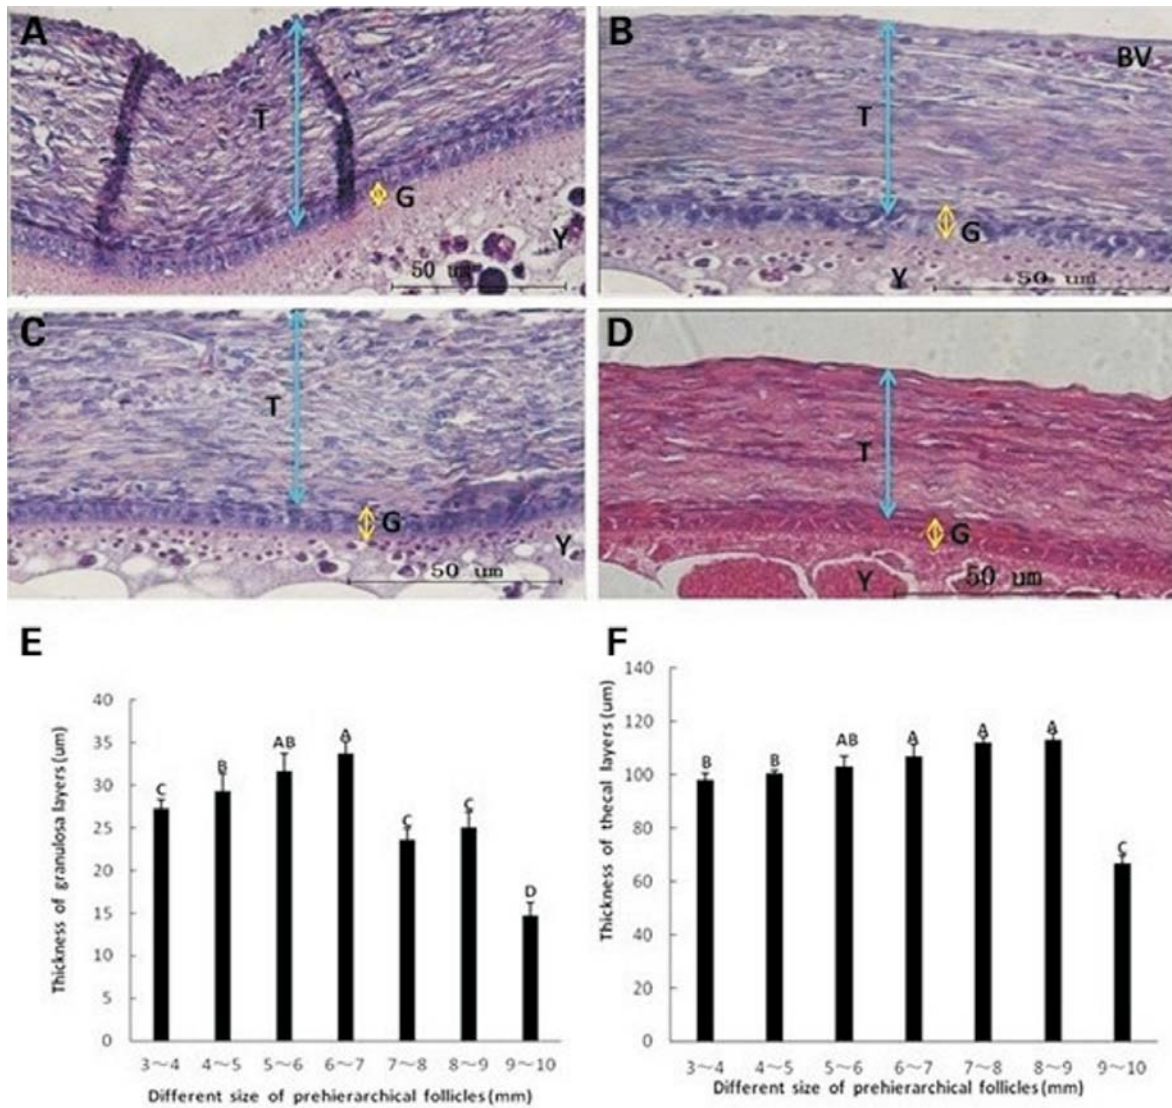 A
T
G
Y
50 um
B
BV
T
G
Y
50 um
C
T
G
Y
50 um
D
T
G
Y
50 um
E
Thickness of granulosa layers (um)
40
35
30
25
20
15
10
5
0
C
B
AB
A
C
C
D
3~4 4~5 5~6 6~7 7~8 8~9 9~10
Different size of prehierarchical follicles (mm)
F
Thickness of thecal layers (um)
140
120
100
80
60
40
20
0
B
B
AB
A
A
A
C
3~4 4~5 5~6 6~7 7~8 8~9 9~10
Different size of prehierarchical follicles (mm)